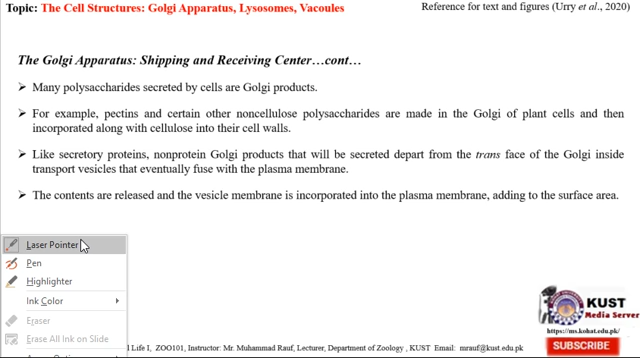 Topic: The Cell Structures: Golgi Apparatus, Lysosomes, Vacoules
Reference for text and figures (Urry et al., 2020)
The Golgi Apparatus: Shipping and Receiving Center…cont…
➢ Many polysaccharides secreted by cells are Golgi products.
➢ For example, pectins and certain other noncellulose polysaccharides are made in the Golgi of plant cells and then
incorporated along with cellulose into their cell walls.
➢ Like secretory proteins, nonprotein Golgi products that will be secreted depart from the trans face of the Golgi inside
transport vesicles that eventually fuse with the plasma membrane.
➢ The contents are released and the vesicle membrane is incorporated into the plasma membrane, adding to the surface area.
Laser Pointer
Pen
Highlighter
Ink Color
Eraser
Erase All Ink on Slide
KUST
Media Server
https://ms.kohat.edu.pk/
SUBSCRIBE
l Life I, ZOO101, Instructor: Mr. Muhammad Rauf, Lecturer, Department of Zoology , KUST Email: mrauf@kust.edu.pk